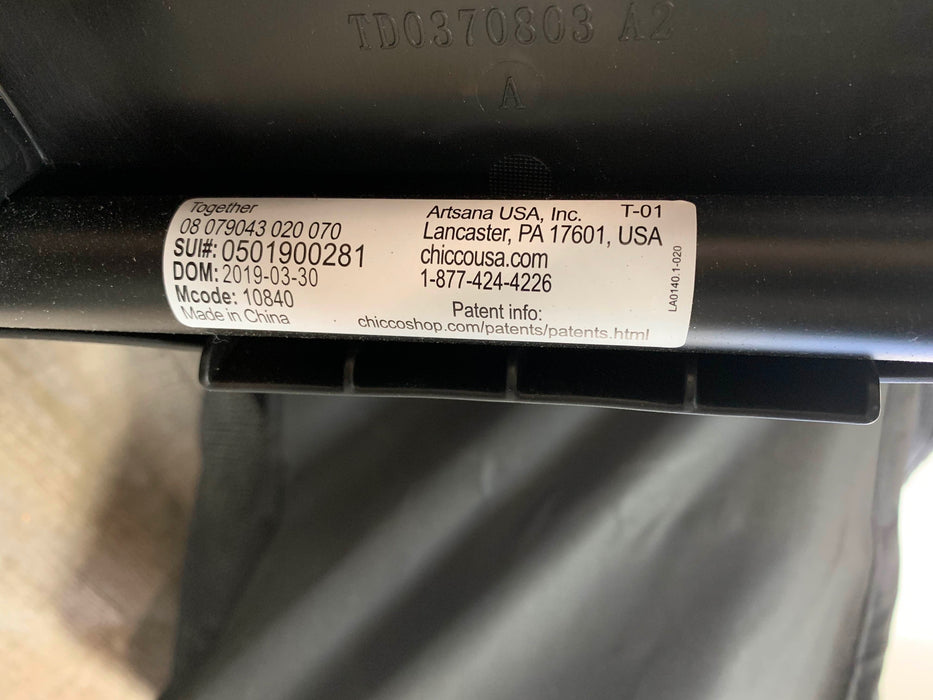 TD0370803 A2
A
Together
08 079043 020 070
SUI#: 0501900281
DOM: 2019-03-30
Mcode: 10840
Made in China
Artsana USA, Inc. T-01
Lancaster, PA 17601, USA
chiccousa.com
1-877-424-4226
Patent info:
chiccoshop.com/patents/patents.html
LA0140.1-020